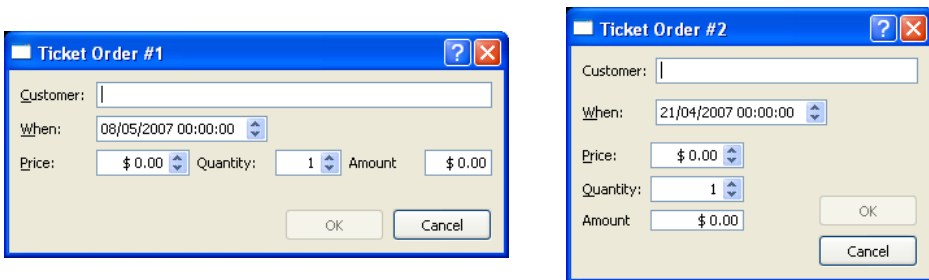 Ticket Order #1
Customer:
When: 08/05/2007 00:00:00
Price: $ 0.00 Quantity: 1 Amount $ 0.00
OK Cancel
Ticket Order #2
Customer:
When: 21/04/2007 00:00:00
Price: $ 0.00
Quantity: 1
Amount $ 0.00
OK
Cancel